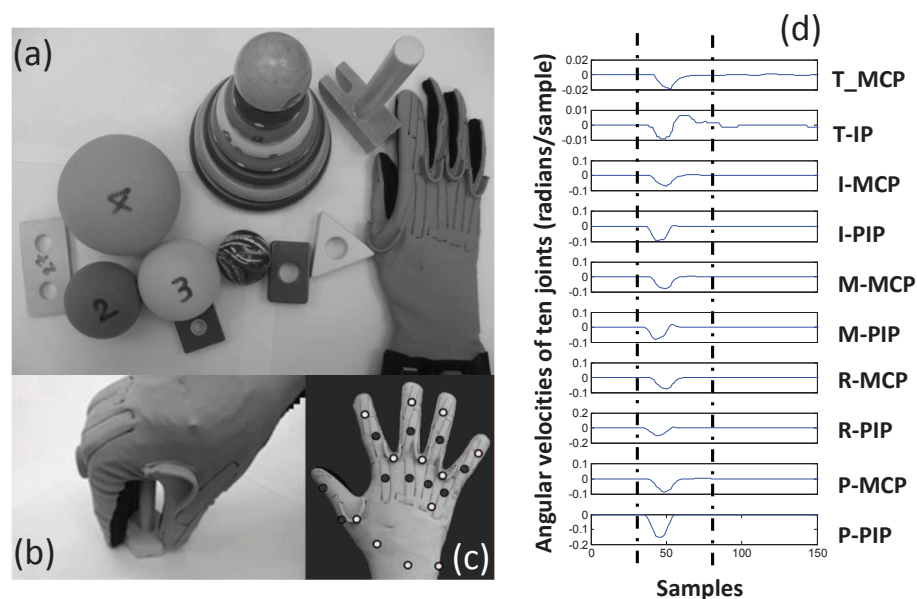 (a)
4
2
3
(b)
(c)
(d)
Angular velocities of ten joints (radians/sample)
0.02
0
-0.02
T_MCP
0.01
0
-0.01
T-IP
0.1
0
-0.1
I-MCP
0.1
0
-0.1
I-PIP
0.1
0
-0.1
M-MCP
0.1
0
-0.1
M-PIP
0.1
0
-0.1
R-MCP
0.2
0
-0.2
R-PIP
0.1
0
-0.1
P-MCP
0
-0.1
-0.2
P-PIP
0 50 100 150
Samples